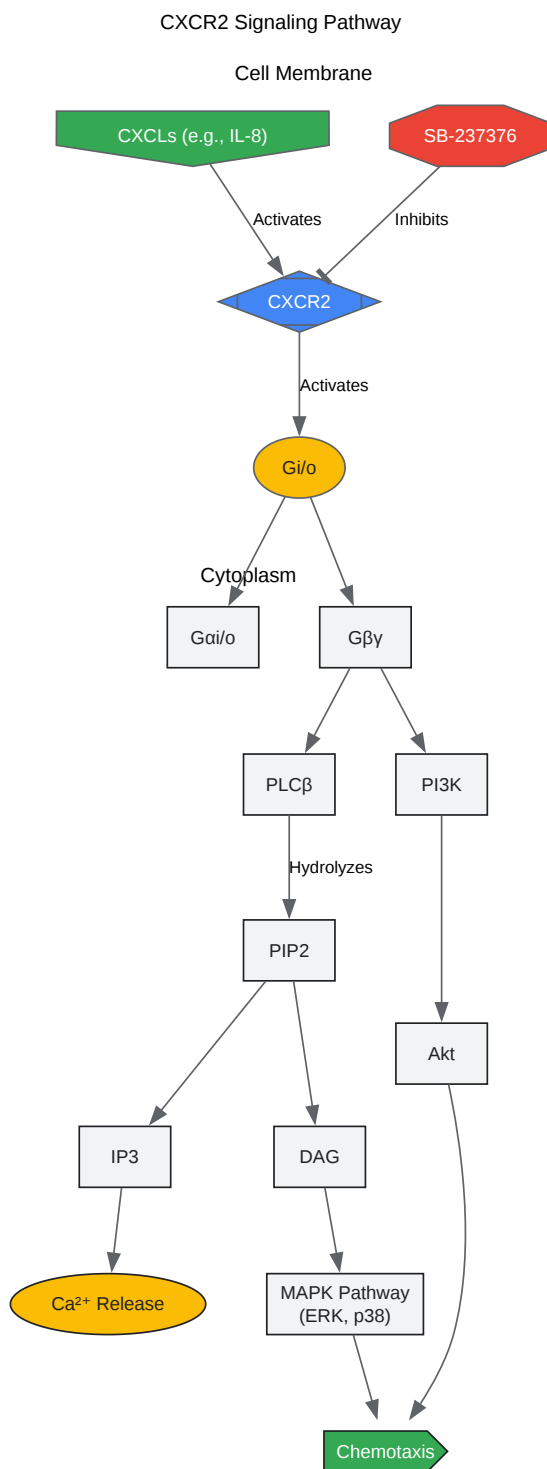 CXCR2 Signaling Pathway
Cell Membrane
CXCLs (e.g., IL-8)
SB-237376
Activates
Inhibits
CXCR2
Activates
Gi/o
Cytoplasm
Gαi/o
Gβγ
PLCβ
PI3K
Hydrolyzes
PIP2
Akt
IP3
DAG
Ca²⁺ Release
MAPK Pathway
(ERK, p38)
Chemotaxis